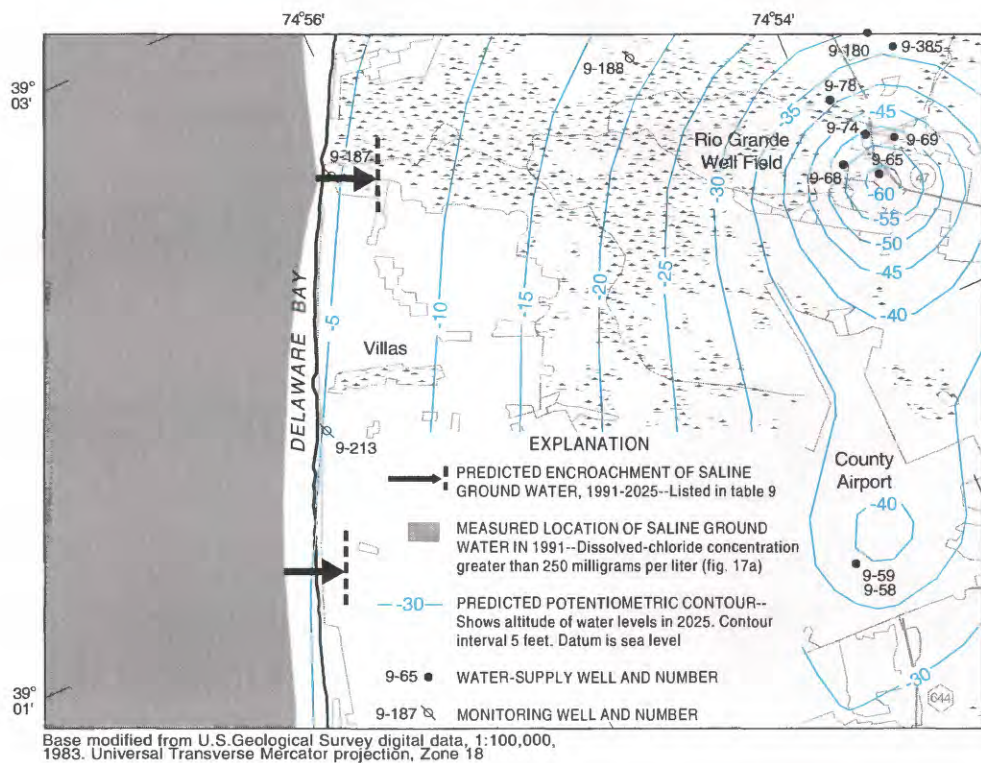 74°56'
74°54'
39°
03'
9-180
9-385
9-188
9-78
-35
-45
9-74
9-69
Rio Grande
Well Field
9-187
9-65
9-68
47
-30
-60
-55
-50
-45
-40
-5
-10
-15
-20
-25
DELAWARE BAY
Villas
9-213
County
Airport
-40
9-59
9-58
-30
644
39°
01'
EXPLANATION
PREDICTED ENCROACHMENT OF SALINE
GROUND WATER, 1991-2025--Listed in table 9
MEASURED LOCATION OF SALINE GROUND
WATER IN 1991--Dissolved-chloride concentration
greater than 250 milligrams per liter (fig. 17a)
-30
PREDICTED POTENTIOMETRIC CONTOUR--
Shows altitude of water levels in 2025. Contour
interval 5 feet. Datum is sea level
9-65 WATER-SUPPLY WELL AND NUMBER
9-187 MONITORING WELL AND NUMBER
Base modified from U.S.Geological Survey digital data, 1:100,000,
1983. Universal Transverse Mercator projection, Zone 18